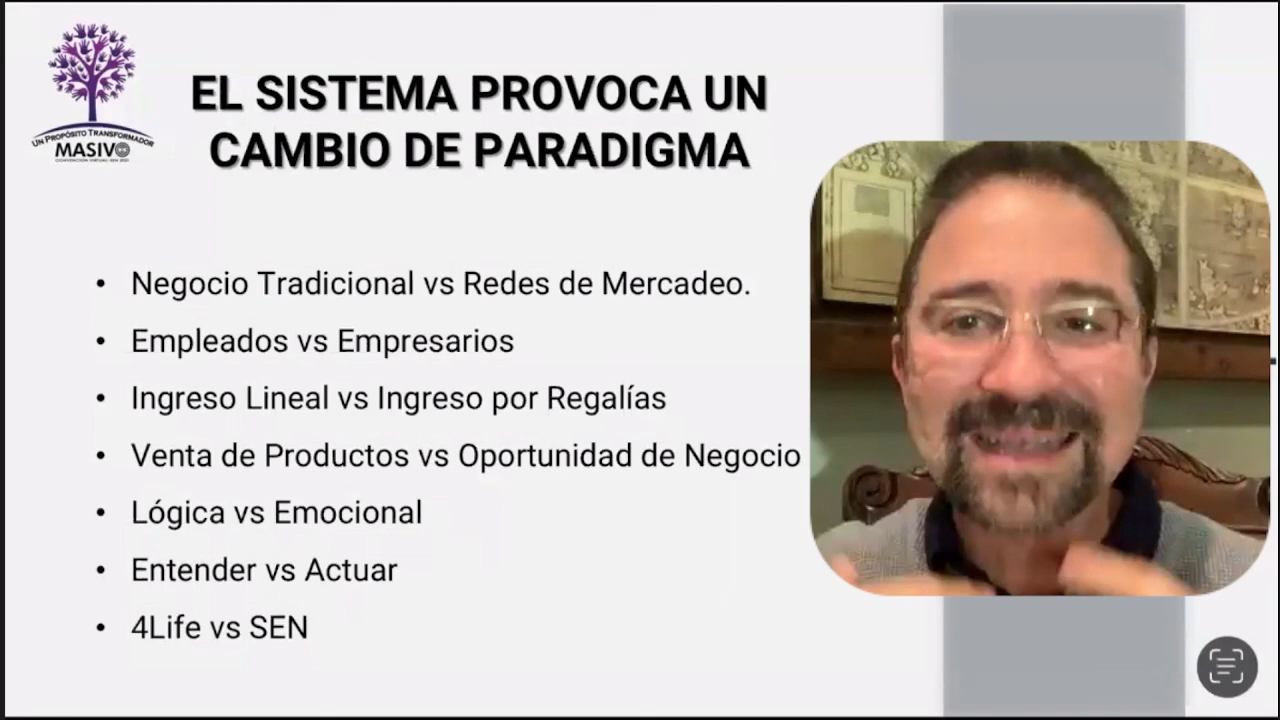 UN PROPÓSITO TRANSFORMADOR
MASIVO
EL SISTEMA PROVOCA UN
CAMBIO DE PARADIGMA
• Negocio Tradicional vs Redes de Mercadeo.
• Empleados vs Empresarios
• Ingreso Lineal vs Ingreso por Regalías
• Venta de Productos vs Oportunidad de Negocio
• Lógica vs Emocional
• Entender vs Actuar
• 4Life vs SEN